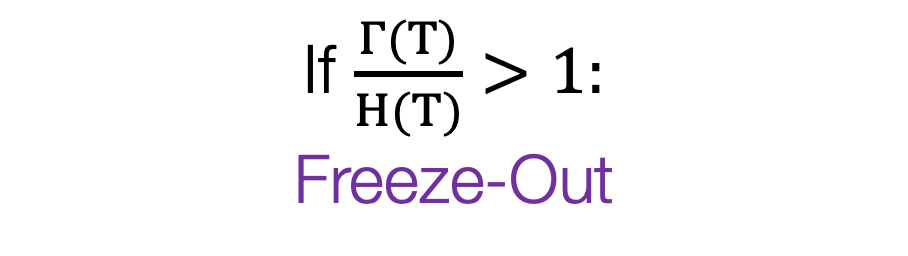 If Γ(T)/H(T) > 1:
Freeze-Out